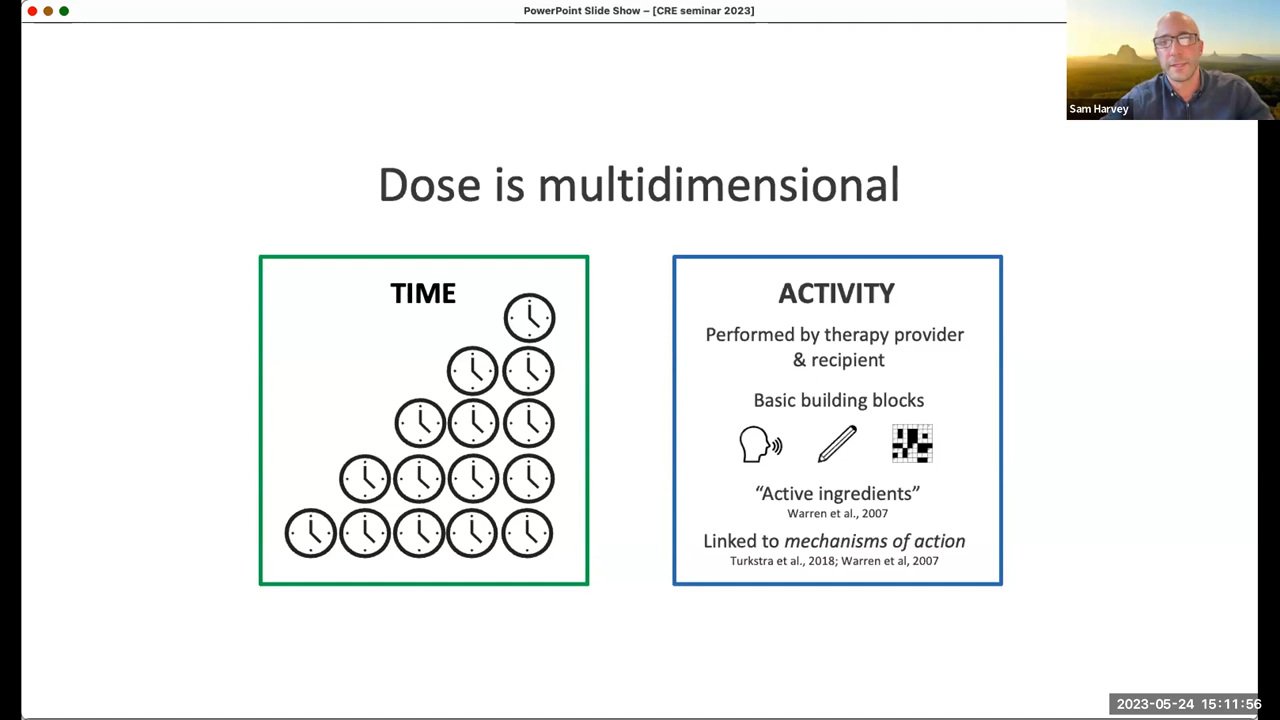 PowerPoint Slide Show – [CRE seminar 2023]
Sam Harvey
Dose is multidimensional
TIME
ACTIVITY
Performed by therapy provider
& recipient
Basic building blocks
“Active ingredients”
Warren et al., 2007
Linked to mechanisms of action
Turkstra et al., 2018; Warren et al, 2007
2023-05-24 15:11:56